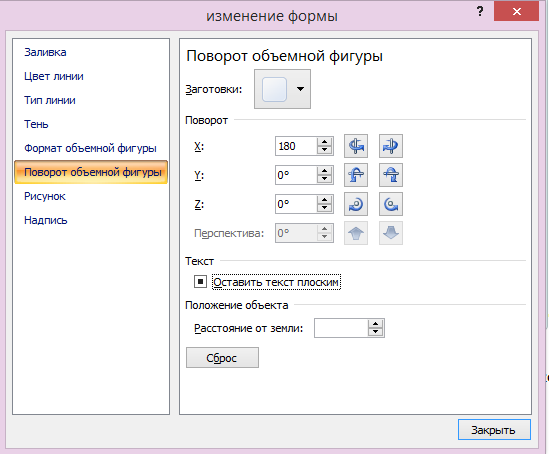 изменение формы
?
Заливка
Цвет линии
Тип линии
Тень
Формат объемной фигуры
Поворот объемной фигуры
Рисунок
Надпись
Поворот объемной фигуры
Заготовки:
Поворот
X: 180
Y: 0°
Z: 0°
Перспектива: 0°
Текст
Оставить текст плоским
Положение объекта
Расстояние от земли:
Сброс
Закрыть